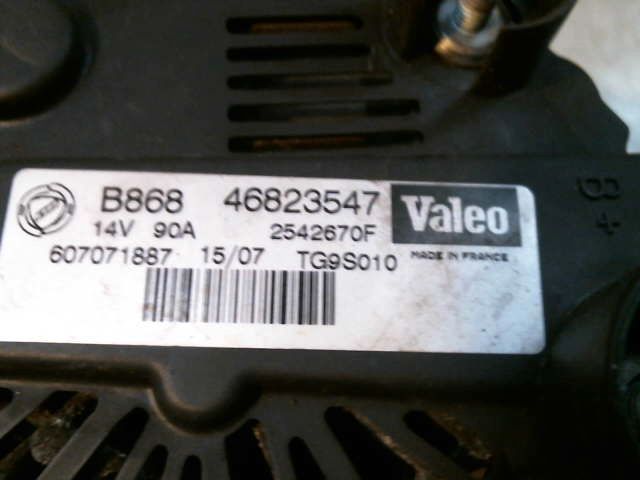 B868 46823547 Valeo
14V 90A 2542670F
MADE IN FRANCE
607071887 15/07 TG9S010
B+